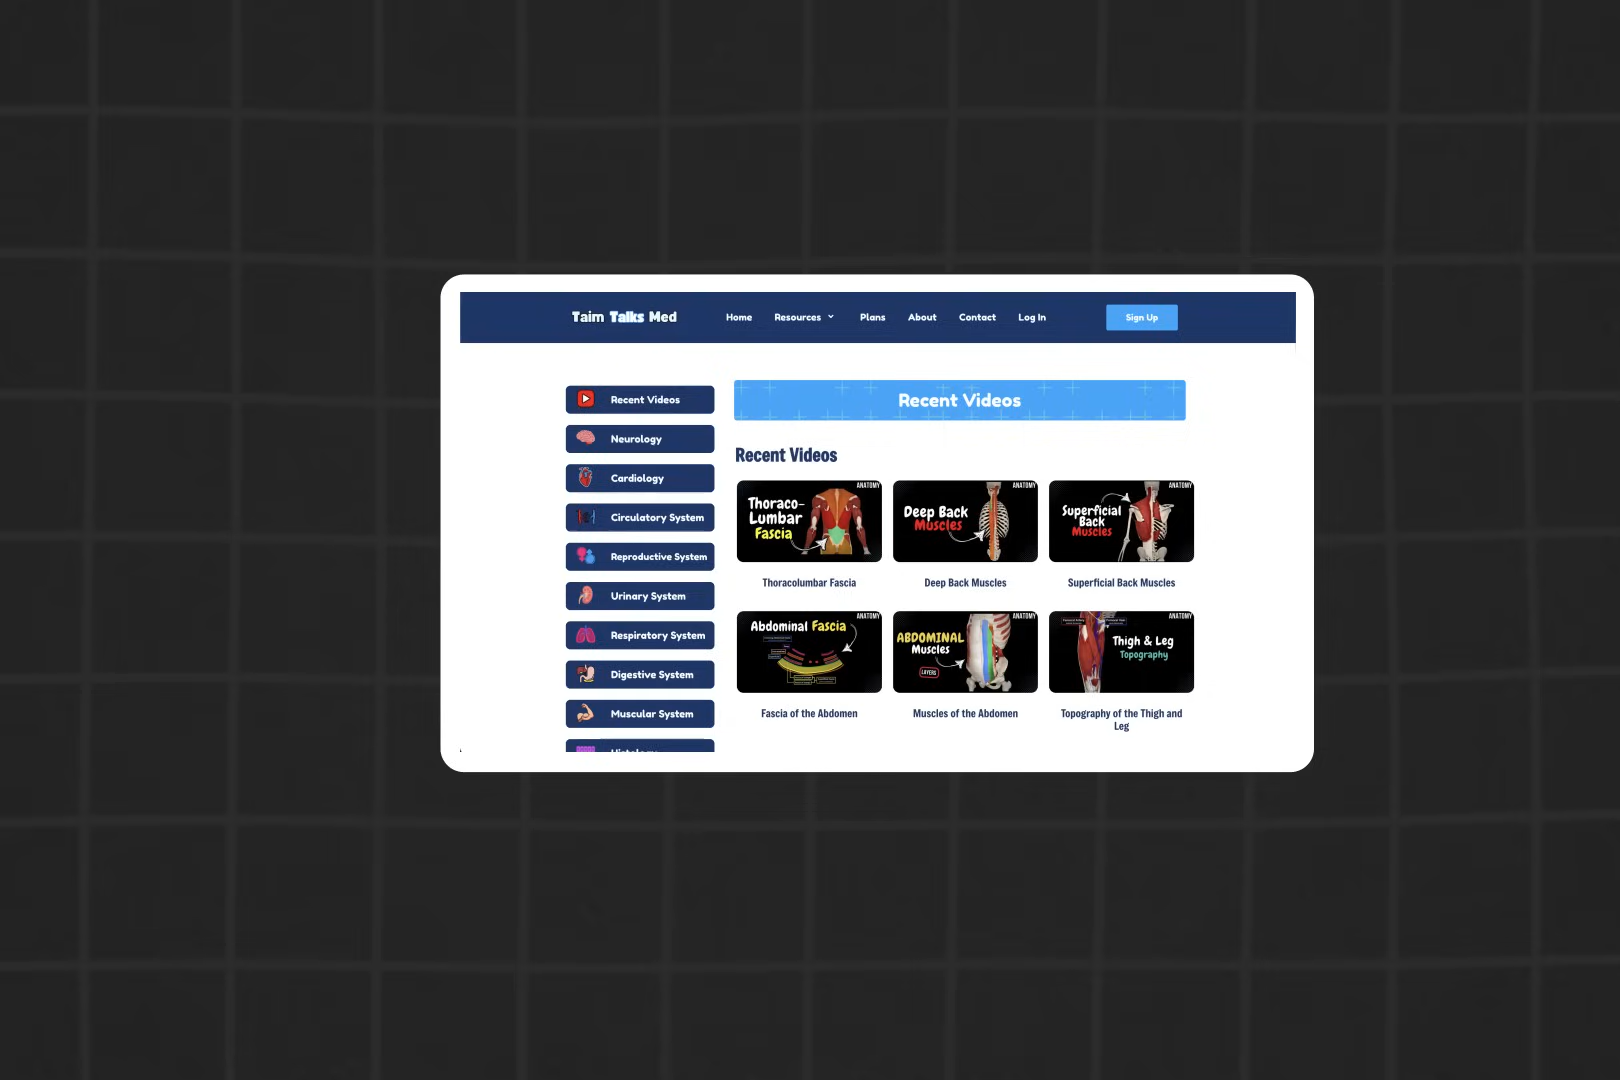 Taim Talks Med
Home
Resources
Plans
About
Contact
Log In
Sign Up
Recent Videos
Neurology
Cardiology
Circulatory System
Reproductive System
Urinary System
Respiratory System
Digestive System
Muscular System
Histology
Recent Videos
Recent Videos
ANATOMY
Thoraco-
Lumbar
Fascia
Thoracolumbar Fascia
ANATOMY
Deep Back
Muscles
Deep Back Muscles
ANATOMY
Superficial
Back
Muscles
Superficial Back Muscles
ANATOMY
Abdominal Fascia
Fascia of the Abdomen
ANATOMY
ABDOMINAL
Muscles
LAYERS
Muscles of the Abdomen
ANATOMY
Thigh & Leg
Topography
Topography of the Thigh and
Leg